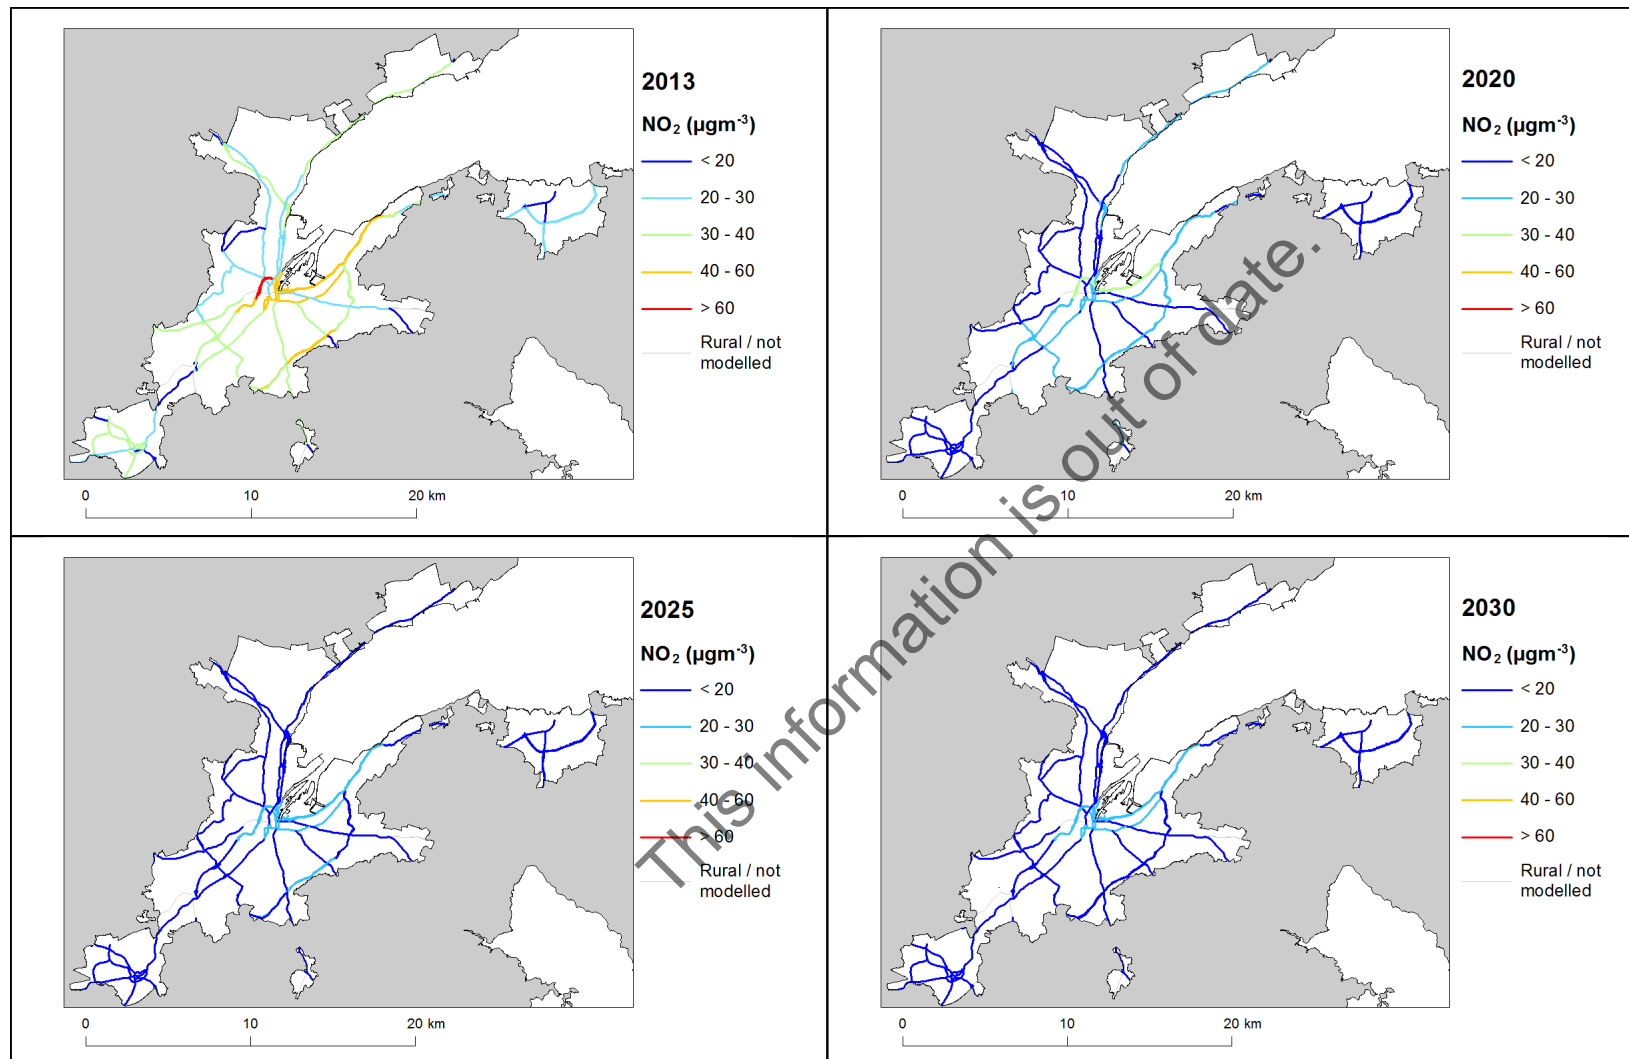 2013
NO₂ (µgm⁻³)
< 20
20 - 30
30 - 40
40 - 60
> 60
Rural / not
modelled
0 10 20 km
2020
NO₂ (µgm⁻³)
< 20
20 - 30
30 - 40
40 - 60
> 60
Rural / not
modelled
0 10 20 km
2025
NO₂ (µgm⁻³)
< 20
20 - 30
30 - 40
40 - 60
> 60
Rural / not
modelled
0 10 20 km
2030
NO₂ (µgm⁻³)
< 20
20 - 30
30 - 40
40 - 60
> 60
Rural / not
modelled
0 10 20 km
This information is out of date.